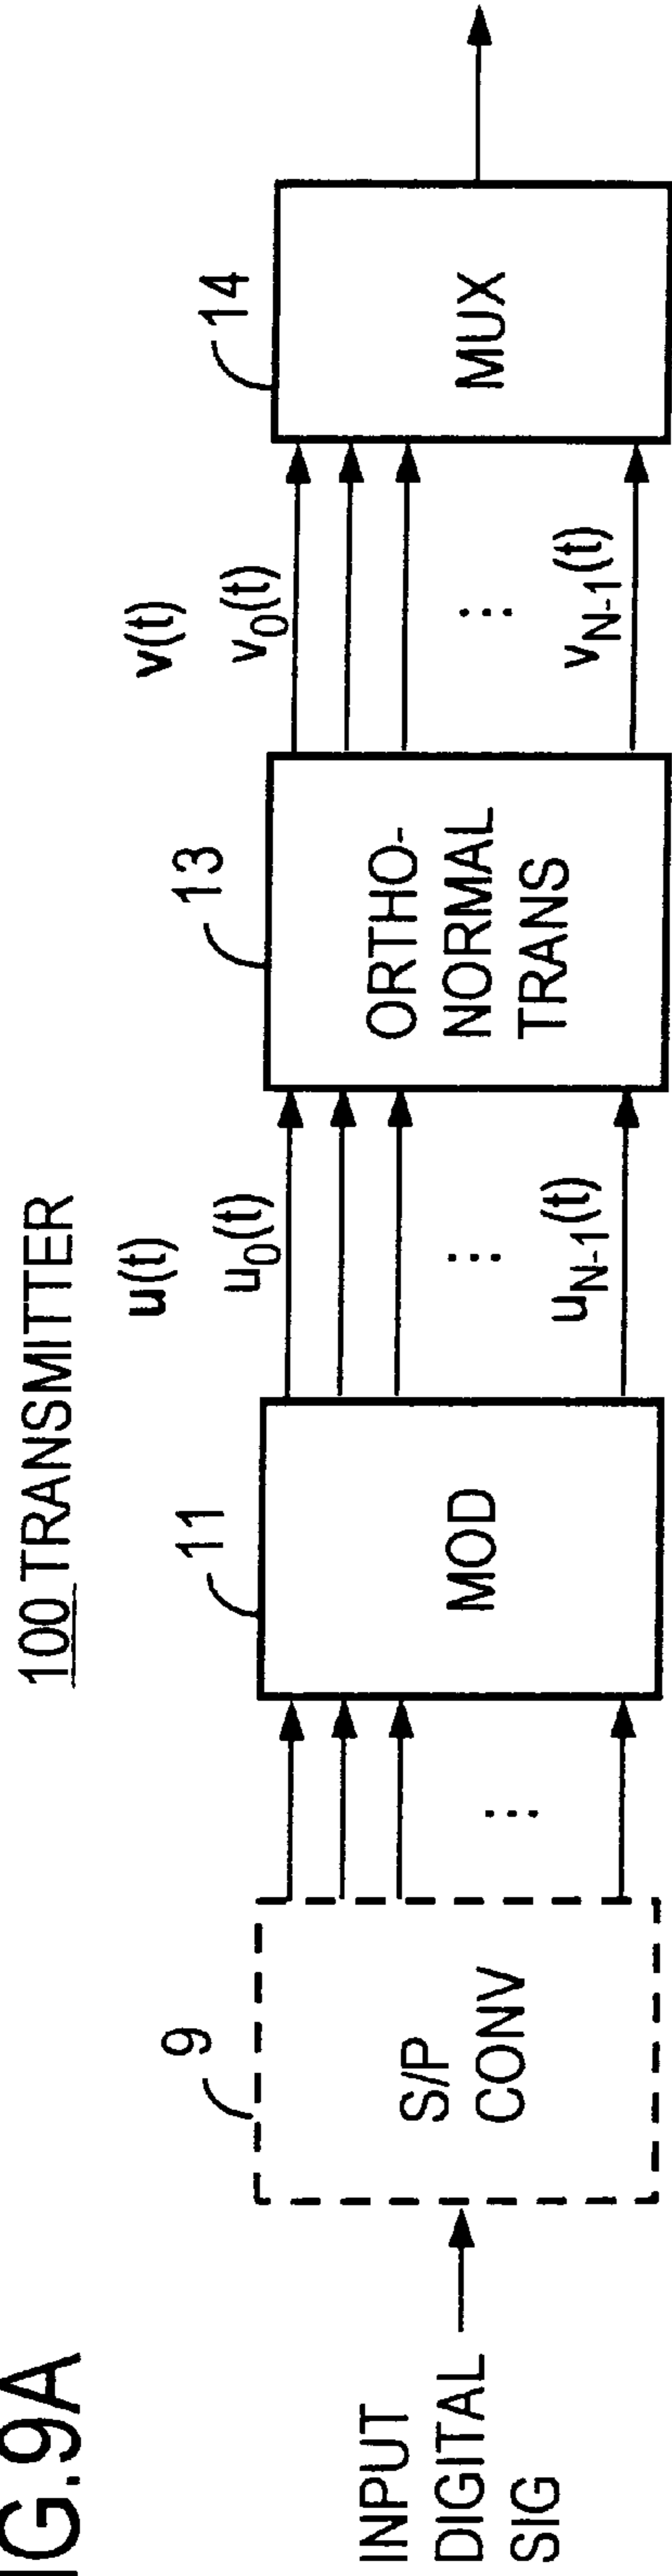 IG.9A
100 TRANSMITTER
INPUT
DIGITAL
SIG
9
S/P
CONV
⋮
11
MOD
u(t)
u0(t)
⋮
uN-1(t)
13
ORTHO-
NORMAL
TRANS
v(t)
v0(t)
⋮
vN-1(t)
14
MUX